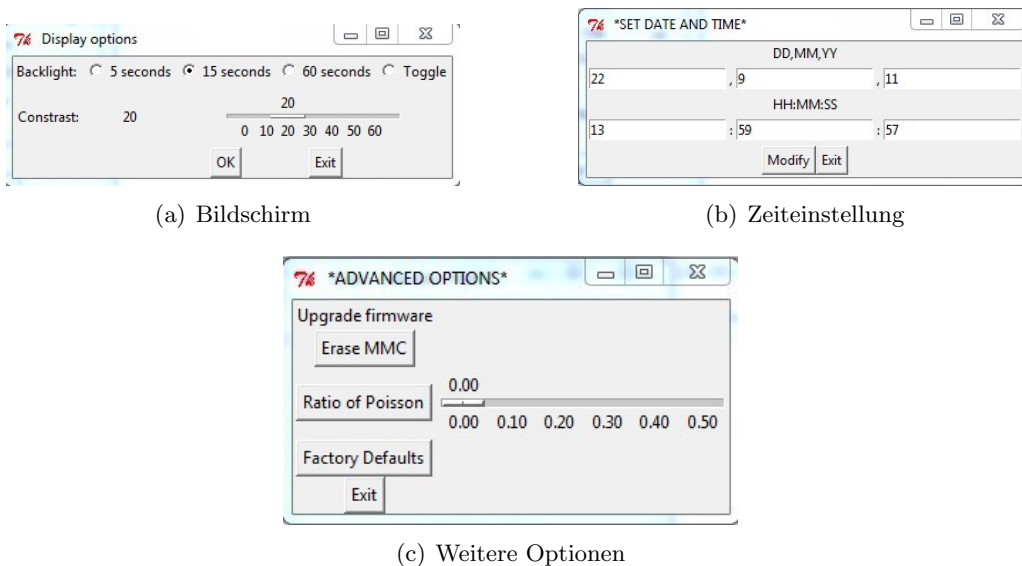 Display options
Backlight: 5 seconds 15 seconds 60 seconds Toggle
20
Constrast: 20
0 10 20 30 40 50 60
OK Exit
(a) Bildschirm
*SET DATE AND TIME*
DD,MM,YY
22 , 9 , 11
HH:MM:SS
13 : 59 : 57
Modify Exit
(b) Zeiteinstellung
*ADVANCED OPTIONS*
Upgrade firmware
Erase MMC
0.00
Ratio of Poisson
0.00 0.10 0.20 0.30 0.40 0.50
Factory Defaults
Exit
(c) Weitere Optionen